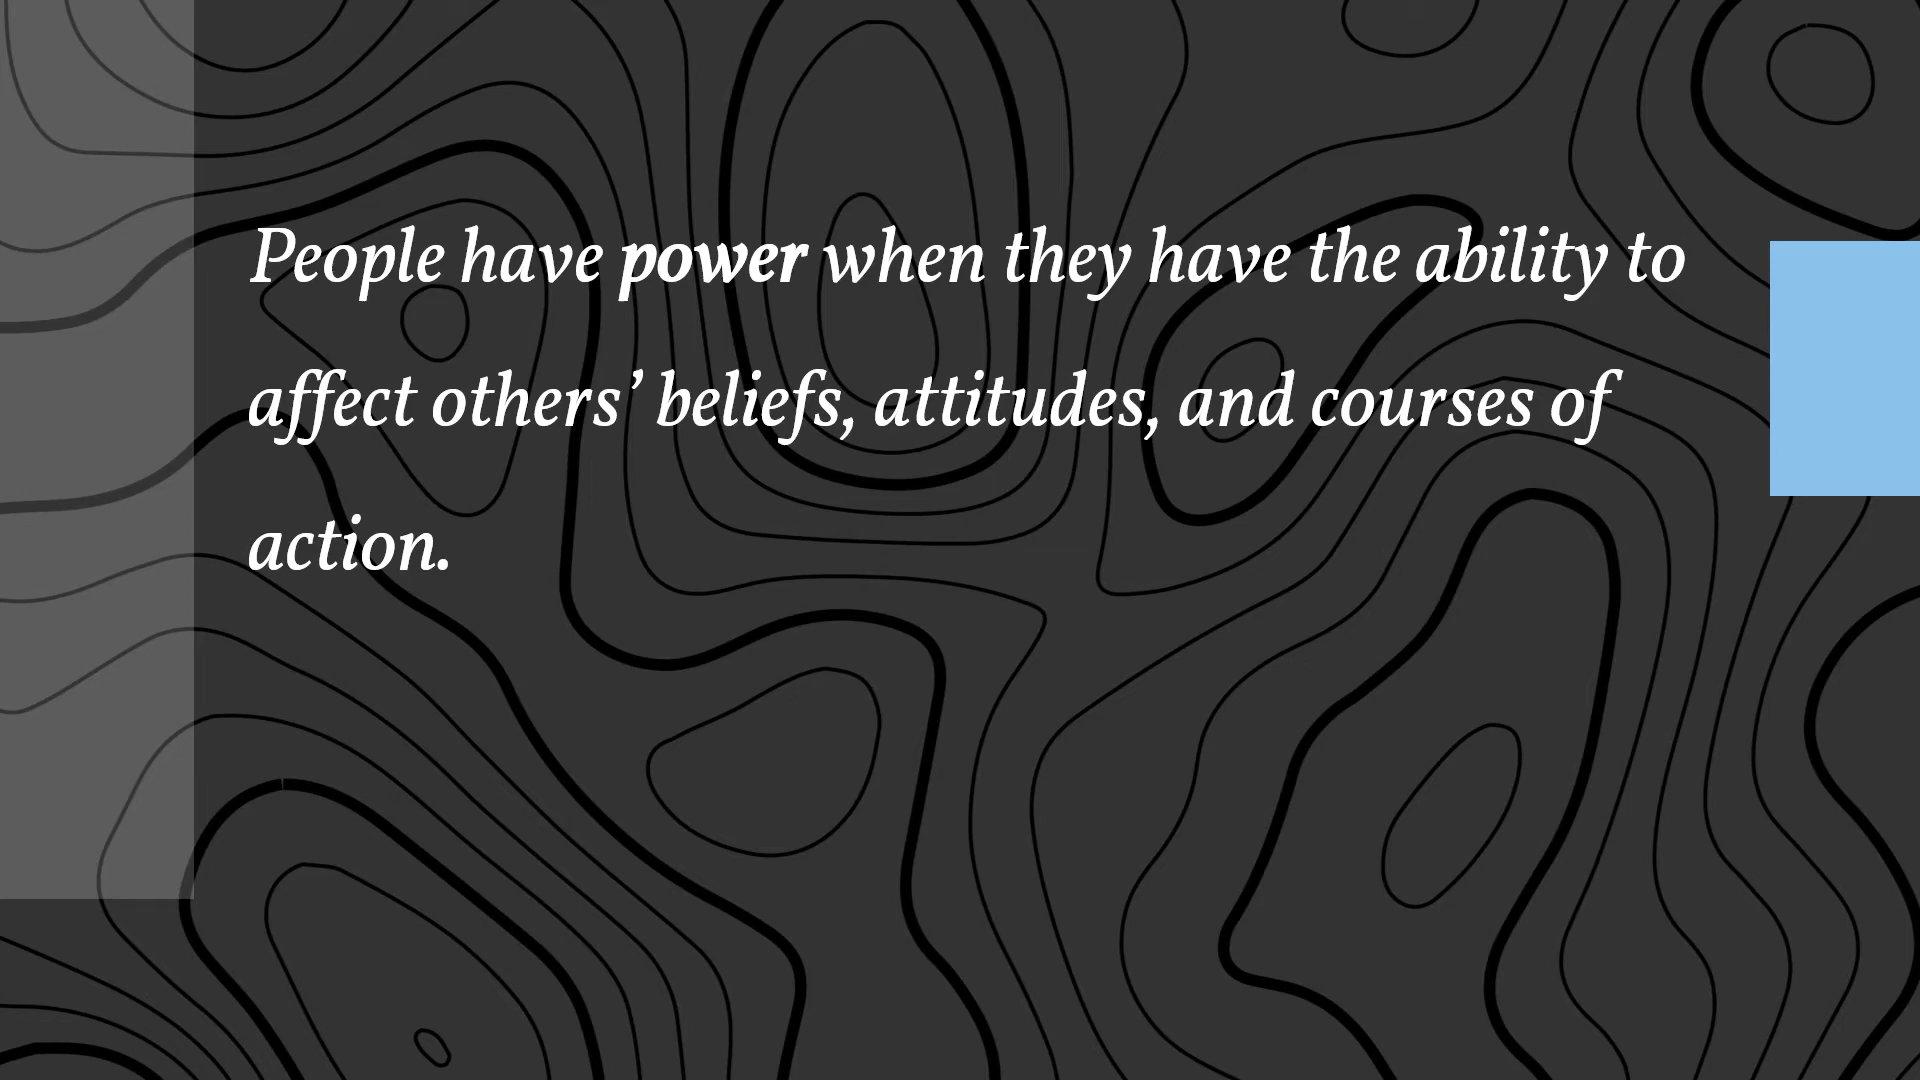 People have power when they have the ability to
affect others’ beliefs, attitudes, and courses of
action.